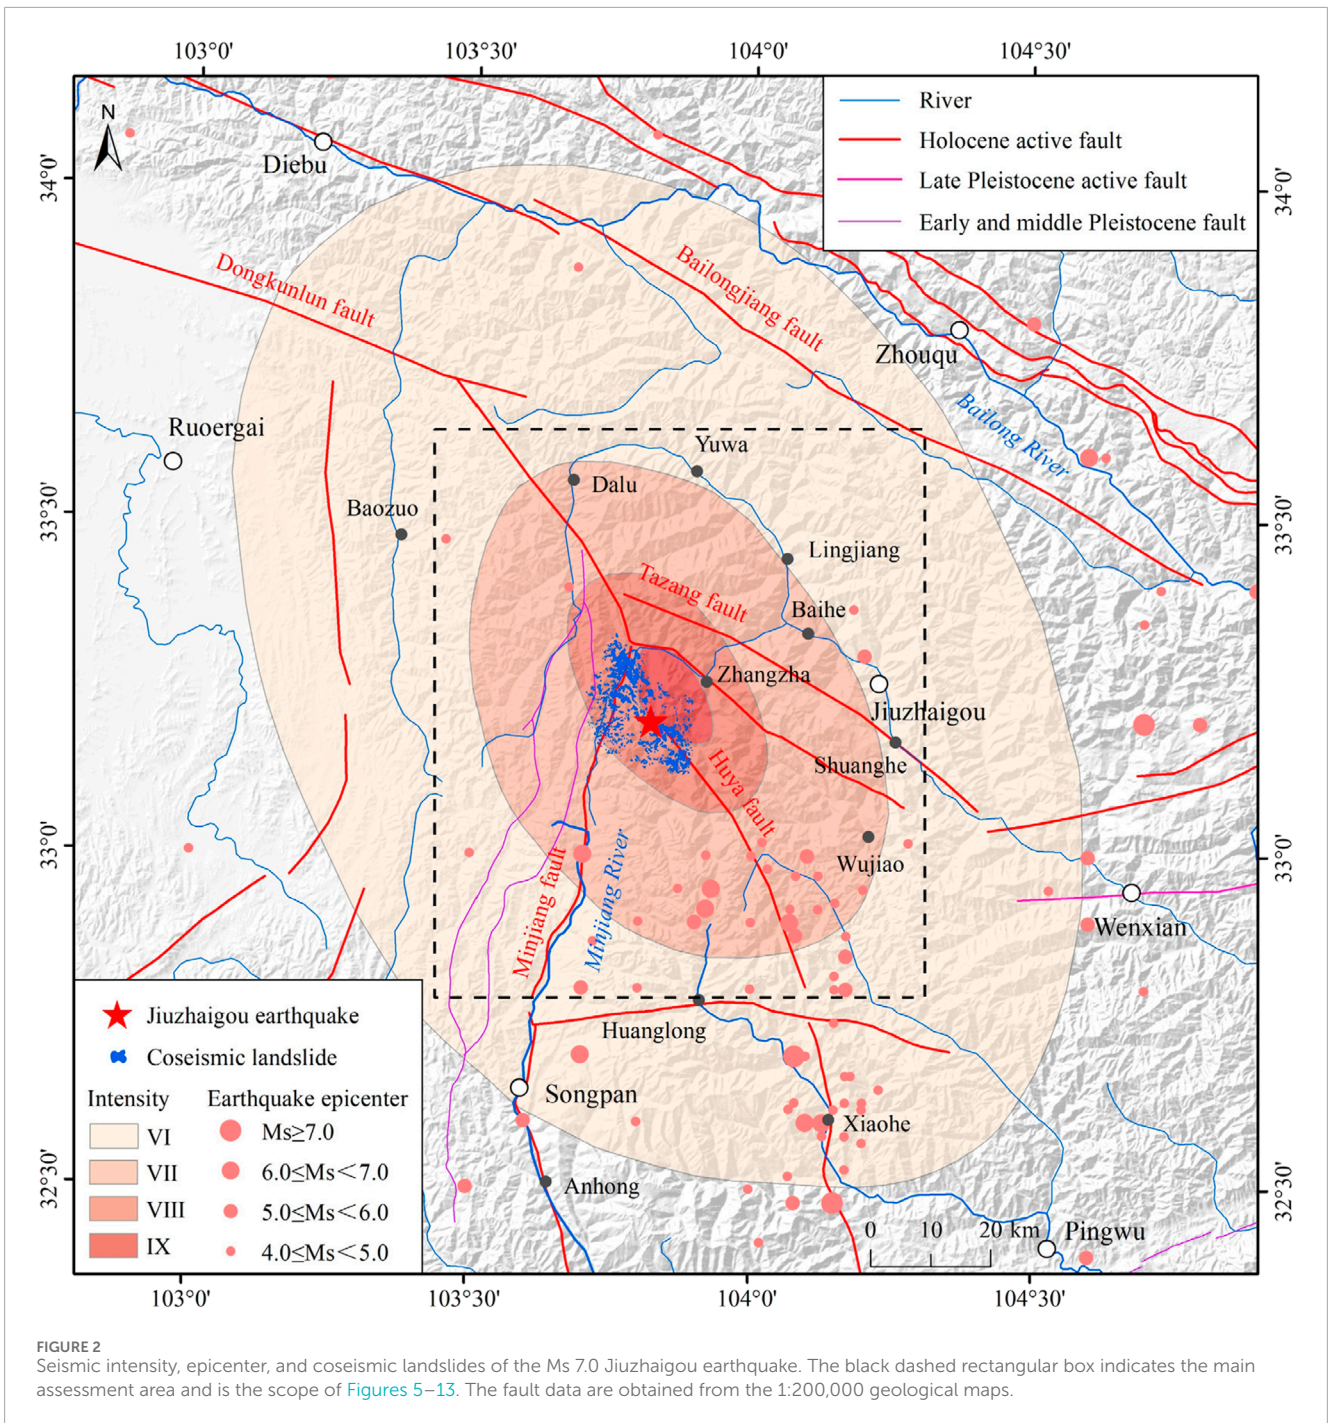 103°0'
103°30'
104°0'
104°30'
N
River
Holocene active fault
Late Pleistocene active fault
Early and middle Pleistocene fault
34°0'
34°0'
Diebu
Dongkunlun fault
Bailongjiang fault
Zhouqu
Bailong River
Ruoergai
Yuwa
Dalu
Baozuo
33°30'
33°30'
Lingjiang
Tazang fault
Baihe
Zhangzha
Jiuzhaigou
Shuanghe
Huya fault
33°0'
33°0'
Wujiao
Minjiang fault
Minjiang River
Wenxian
Huanglong
Songpan
Xiaohe
Anhong
32°30'
32°30'
Pingwu
Jiuzhaigou earthquake
Coseismic landslide
Intensity
Earthquake epicenter
VI
Ms≥7.0
VII
6.0≤Ms<7.0
VIII
5.0≤Ms<6.0
IX
4.0≤Ms<5.0
0 10 20 km
103°0'
103°30'
104°0'
104°30'
FIGURE 2
Seismic intensity, epicenter, and coseismic landslides of the Ms 7.0 Jiuzhaigou earthquake. The black dashed rectangular box indicates the main
assessment area and is the scope of Figures 5–13. The fault data are obtained from the 1:200,000 geological maps.